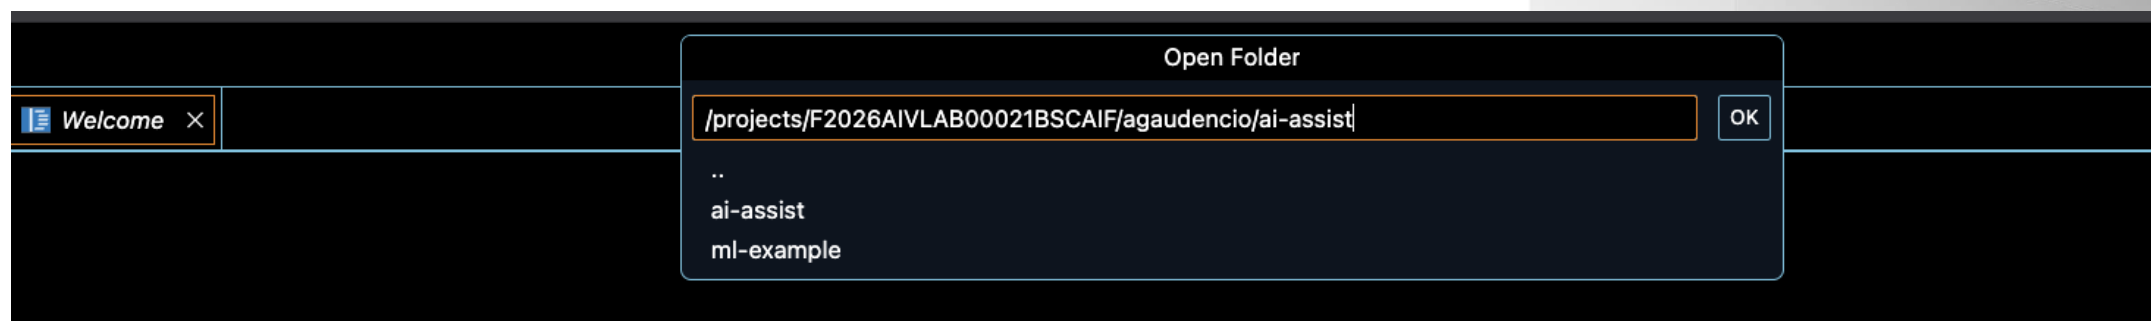 Open Folder
Welcome
/projects/F2026AIVLAB00021BSCAIF/agaudencio/ai-assist
OK
..
ai-assist
ml-example